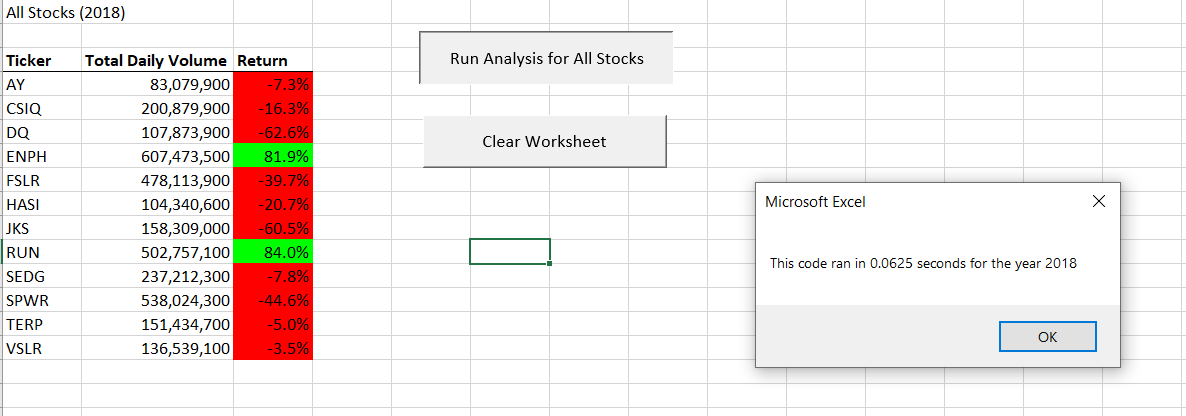 All Stocks (2018)
Ticker Total Daily Volume Return
AY 83,079,900 -7.3%
CSIQ 200,879,900 -16.3%
DQ 107,873,900 -62.6%
ENPH 607,473,500 81.9%
FSLR 478,113,900 -39.7%
HASI 104,340,600 -20.7%
JKS 158,309,000 -60.5%
RUN 502,757,100 84.0%
SEDG 237,212,300 -7.8%
SPWR 538,024,300 -44.6%
TERP 151,434,700 -5.0%
VSLR 136,539,100 -3.5%
Run Analysis for All Stocks
Clear Worksheet
Microsoft Excel
This code ran in 0.0625 seconds for the year 2018
OK